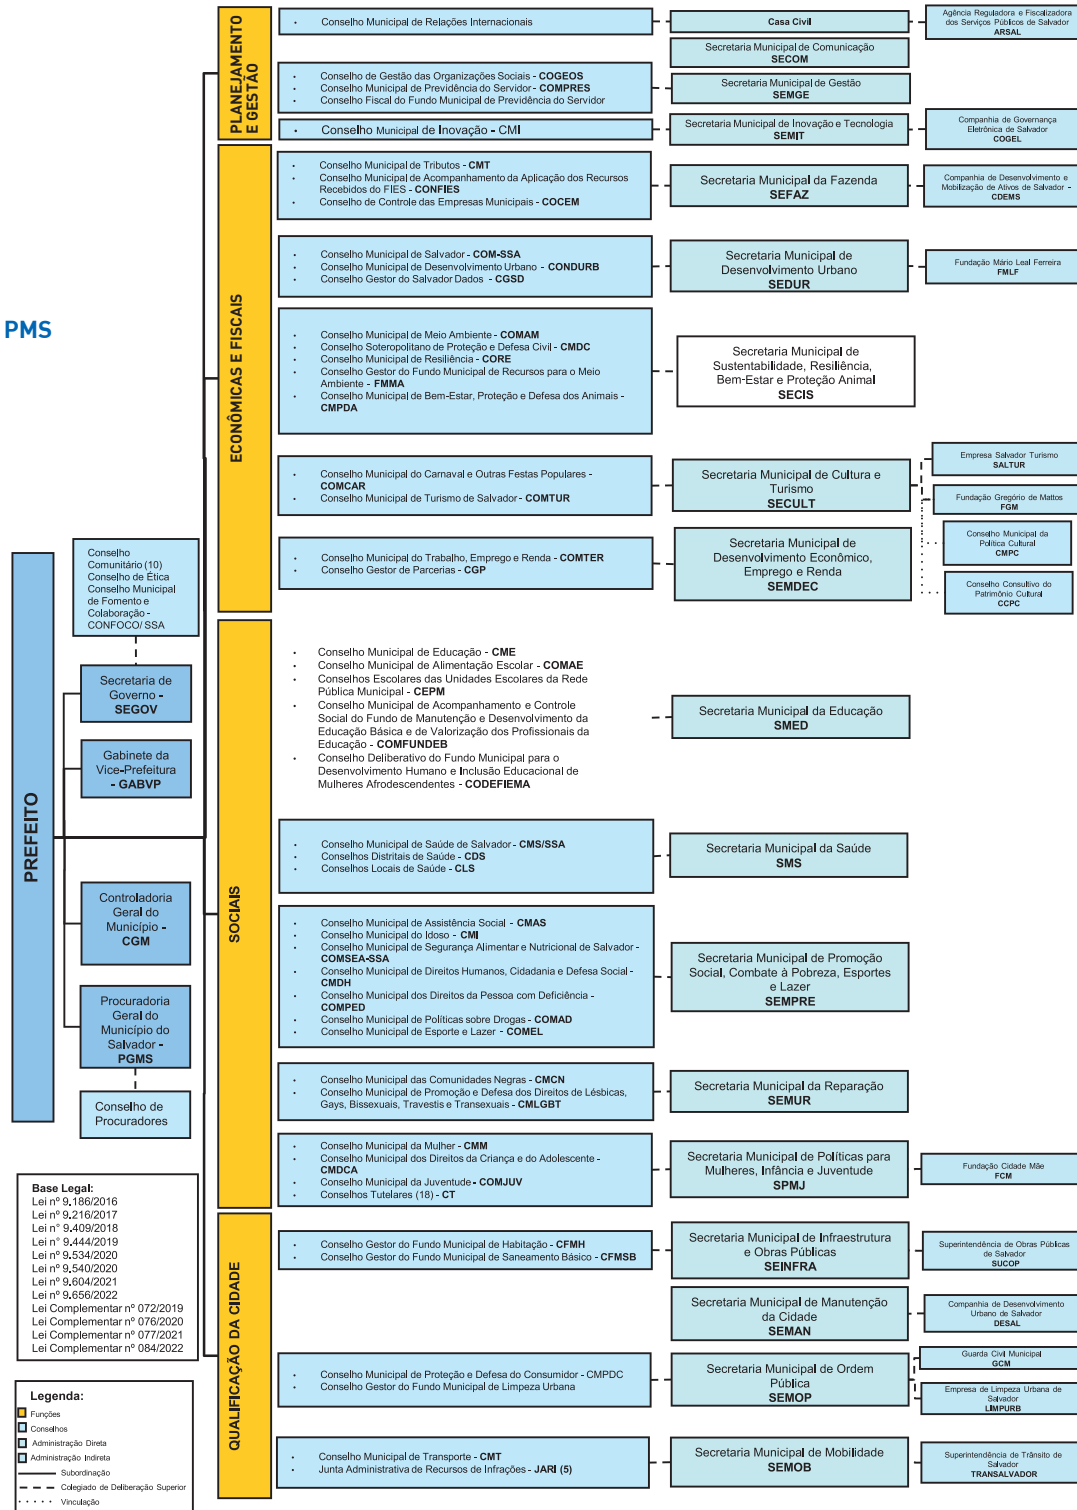 PMS
PREFEITO
Conselho
Comunitário (10)
Conselho de Ética
Conselho Municipal
de Fomento e
Colaboração -
CONFOCO/ SSA
Secretaria de
Governo -
SEGOV
Gabinete da
Vice-Prefeitura
- GABVP
Controladoria
Geral do
Município -
CGM
Procuradoria
Geral do
Município do
Salvador -
PGMS
Conselho de
Procuradores
Base Legal:
Lei nº 9.186/2016
Lei nº 9.216/2017
Lei n° 9.409/2018
Lei nº 9.444/2019
Lei nº 9.534/2020
Lei nº 9.540/2020
Lei nº 9.604/2021
Lei nº 9.656/2022
Lei Complementar nº 072/2019
Lei Complementar nº 076/2020
Lei Complementar nº 077/2021
Lei Complementar nº 084/2022
Legenda:
Funções
Conselhos
Administração Direta
Administração Indireta
Subordinação
Colegiado de Deliberação Superior
Vinculação
PLANEJAMENTO
E GESTÃO
• Conselho Municipal de Relações Internacionais
Casa Civil
Agência Reguladora e Fiscalizadora
dos Serviços Públicos de Salvador
ARSAL
Secretaria Municipal de Comunicação
SECOM
• Conselho de Gestão das Organizações Sociais - COGEOS
• Conselho Municipal de Previdência do Servidor - COMPRES
• Conselho Fiscal do Fundo Municipal de Previdência do Servidor
Secretaria Municipal de Gestão
SEMGE
• Conselho Municipal de Inovação - CMI
Secretaria Municipal de Inovação e Tecnologia
SEMIT
Companhia de Governança
Eletrônica de Salvador
COGEL
ECONÔMICAS E FISCAIS
• Conselho Municipal de Tributos - CMT
• Conselho Municipal de Acompanhamento da Aplicação dos Recursos
Recebidos do FIES - CONFIES
• Conselho de Controle das Empresas Municipais - COCEM
Secretaria Municipal da Fazenda
SEFAZ
Companhia de Desenvolvimento e
Mobilização de Ativos de Salvador -
CDEMS
• Conselho Municipal de Salvador - COM-SSA
• Conselho Municipal de Desenvolvimento Urbano - CONDURB
• Conselho Gestor do Salvador Dados - CGSD
Secretaria Municipal de
Desenvolvimento Urbano
SEDUR
Fundação Mário Leal Ferreira
FMLF
• Conselho Municipal de Meio Ambiente - COMAM
• Conselho Soteropolitano de Proteção e Defesa Civil - CMDC
• Conselho Municipal de Resiliência - CORE
• Conselho Gestor do Fundo Municipal de Recursos para o Meio
Ambiente - FMMA
• Conselho Municipal de Bem-Estar, Proteção e Defesa dos Animais -
CMPDA
Secretaria Municipal de
Sustentabilidade, Resiliência,
Bem-Estar e Proteção Animal
SECIS
• Conselho Municipal do Carnaval e Outras Festas Populares -
COMCAR
• Conselho Municipal de Turismo de Salvador - COMTUR
Secretaria Municipal de Cultura e
Turismo
SECULT
Empresa Salvador Turismo
SALTUR
Fundação Gregório de Mattos
FGM
Conselho Municipal da
Política Cultural
CMPC
Conselho Consultivo do
Patrimônio Cultural
CCPC
• Conselho Municipal do Trabalho, Emprego e Renda - COMTER
• Conselho Gestor de Parcerias - CGP
Secretaria Municipal de
Desenvolvimento Econômico,
Emprego e Renda
SEMDEC
SOCIAIS
• Conselho Municipal de Educação - CME
• Conselho Municipal de Alimentação Escolar - COMAE
• Conselhos Escolares das Unidades Escolares da Rede
Pública Municipal - CEPM
• Conselho Municipal de Acompanhamento e Controle
Social do Fundo de Manutenção e Desenvolvimento da
Educação Básica e de Valorização dos Profissionais da
Educação - COMFUNDEB
• Conselho Deliberativo do Fundo Municipal para o
Desenvolvimento Humano e Inclusão Educacional de
Mulheres Afrodescendentes - CODEFIEMA
Secretaria Municipal da Educação
SMED
• Conselho Municipal de Saúde de Salvador - CMS/SSA
• Conselhos Distritais de Saúde - CDS
• Conselhos Locais de Saúde - CLS
Secretaria Municipal da Saúde
SMS
• Conselho Municipal de Assistência Social - CMAS
• Conselho Municipal do Idoso - CMI
• Conselho Municipal de Segurança Alimentar e Nutricional de Salvador -
COMSEA-SSA
• Conselho Municipal de Direitos Humanos, Cidadania e Defesa Social -
CMDH
• Conselho Municipal dos Direitos da Pessoa com Deficiência -
COMPED
• Conselho Municipal de Políticas sobre Drogas - COMAD
• Conselho Municipal de Esporte e Lazer - COMEL
Secretaria Municipal de Promoção
Social, Combate à Pobreza, Esportes
e Lazer
SEMPRE
• Conselho Municipal das Comunidades Negras - CMCN
• Conselho Municipal de Promoção e Defesa dos Direitos de Lésbicas,
Gays, Bissexuais, Travestis e Transexuais - CMLGBT
Secretaria Municipal da Reparação
SEMUR
• Conselho Municipal da Mulher - CMM
• Conselho Municipal dos Direitos da Criança e do Adolescente -
CMDCA
• Conselho Municipal da Juventude - COMJUV
• Conselhos Tutelares (18) - CT
Secretaria Municipal de Políticas para
Mulheres, Infância e Juventude
SPMJ
Fundação Cidade Mãe
FCM
QUALIFICAÇÃO DA CIDADE
• Conselho Gestor do Fundo Municipal de Habitação - CFMH
• Conselho Gestor do Fundo Municipal de Saneamento Básico - CFMSB
Secretaria Municipal de Infraestrutura
e Obras Públicas
SEINFRA
Superintendência de Obras Públicas
de Salvador
SUCOP
Secretaria Municipal de Manutenção
da Cidade
SEMAN
Companhia de Desenvolvimento
Urbano de Salvador
DESAL
• Conselho Municipal de Proteção e Defesa do Consumidor - CMPDC
• Conselho Gestor do Fundo Municipal de Limpeza Urbana
Secretaria Municipal de Ordem
Pública
SEMOP
Guarda Civil Municipal
GCM
Empresa de Limpeza Urbana de
Salvador
LIMPURB
• Conselho Municipal de Transporte - CMT
• Junta Administrativa de Recursos de Infrações - JARI (5)
Secretaria Municipal de Mobilidade
SEMOB
Superintendência de Trânsito de
Salvador
TRANSALVADOR